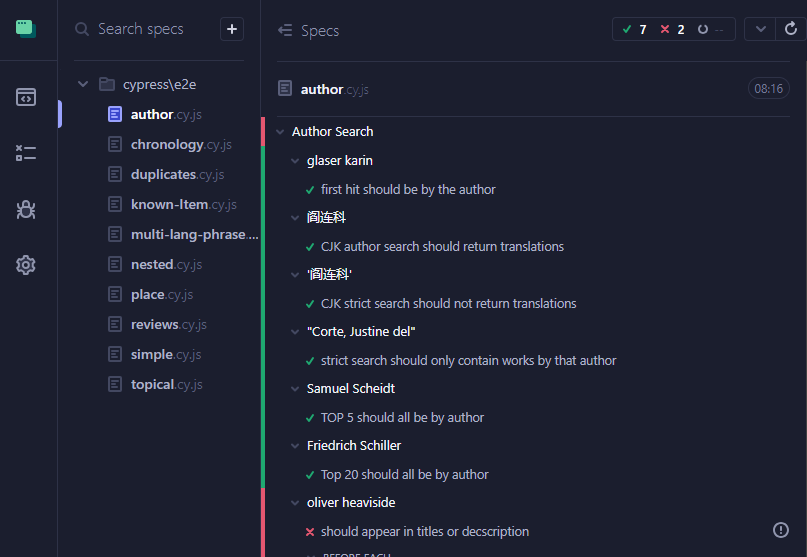 Search specs
+
Specs
7 2 --
cypress\e2e
author.cy.js
chronology.cy.js
duplicates.cy.js
known-Item.cy.js
multi-lang-phrase....
nested.cy.js
place.cy.js
reviews.cy.js
simple.cy.js
topical.cy.js
author.cy.js
08:16
Author Search
glaser karin
first hit should be by the author
阎连科
CJK author search should return translations
'阎连科'
CJK strict search should not return translations
"Corte, Justine del"
strict search should only contain works by that author
Samuel Scheidt
TOP 5 should all be by author
Friedrich Schiller
Top 20 should all be by author
oliver heaviside
should appear in titles or decscription
BEFORE EACH